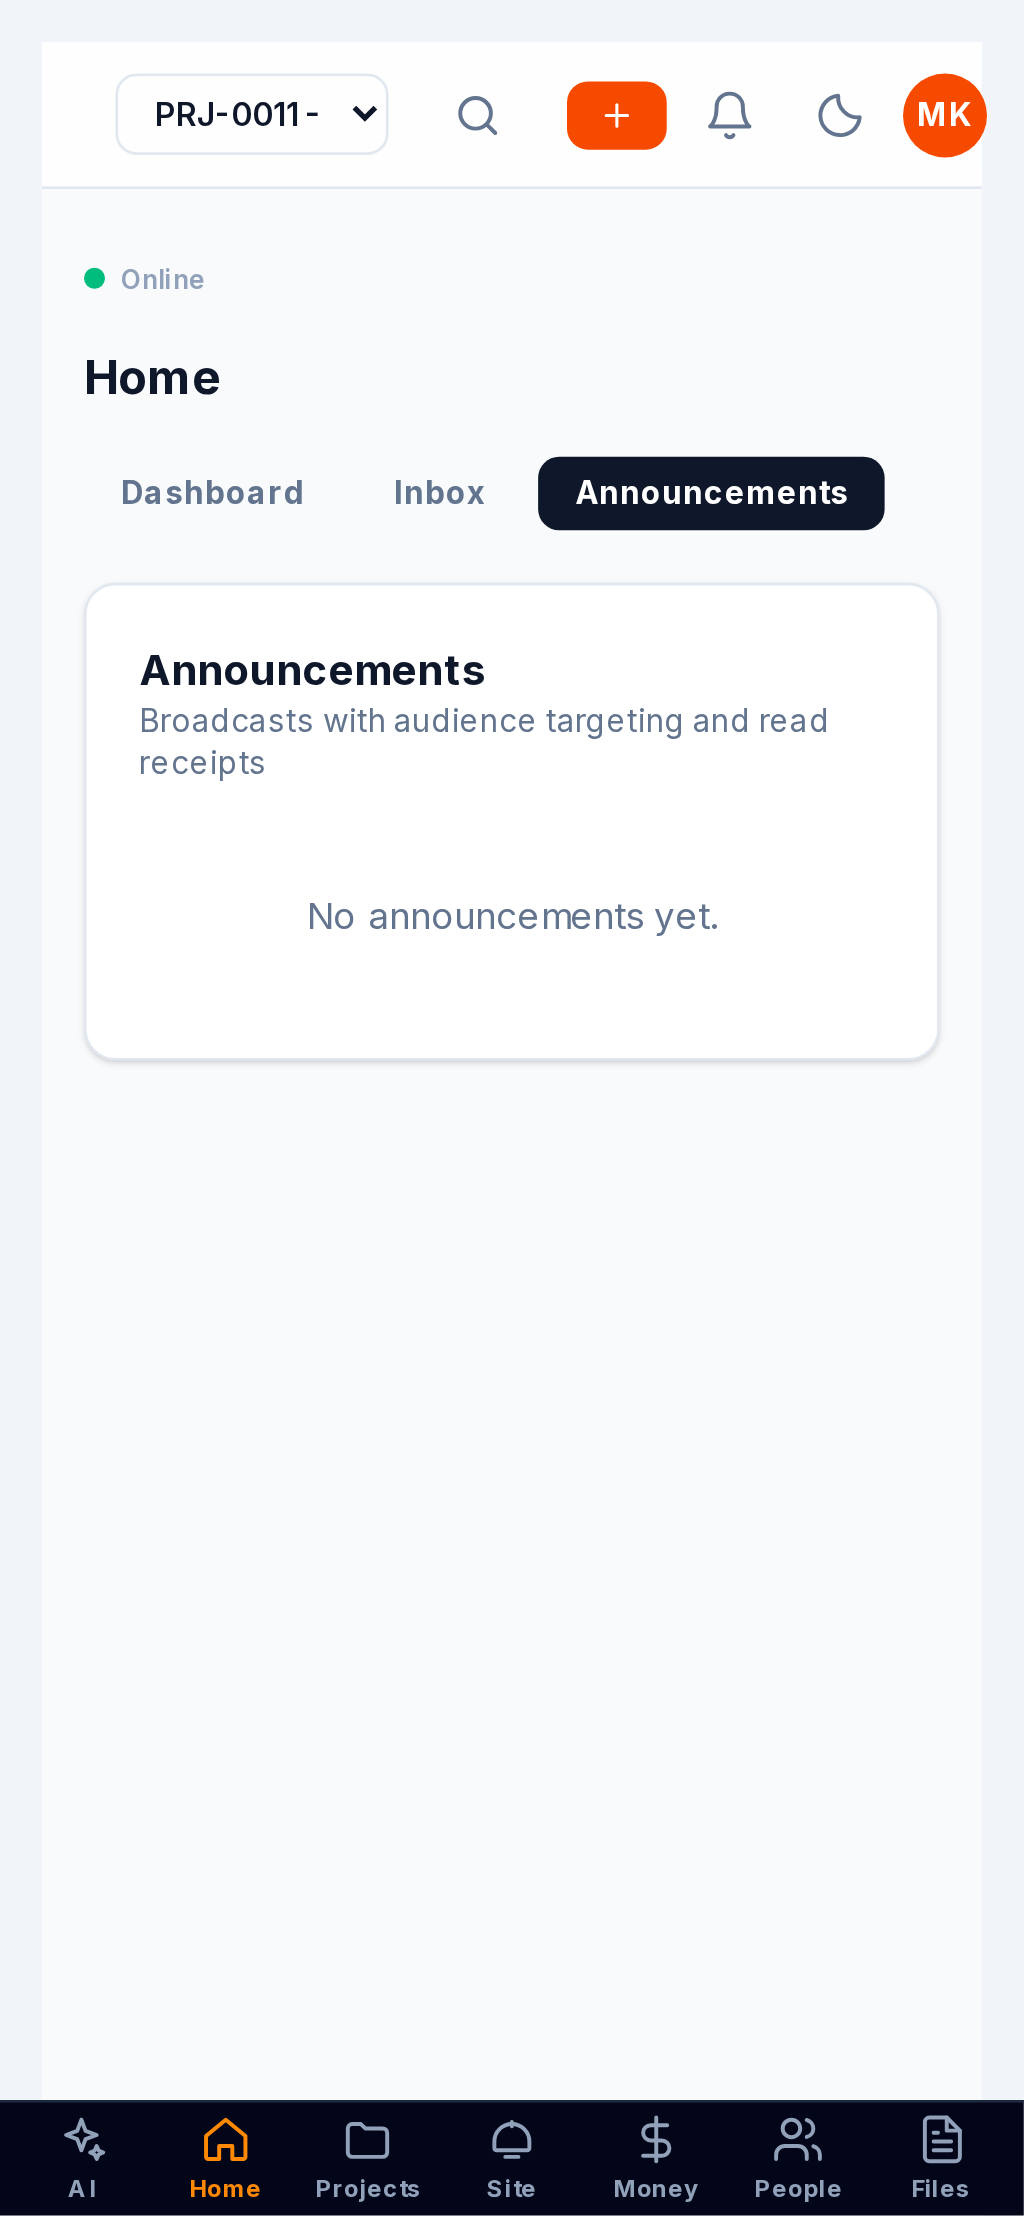 PRJ-0011 -
MK
Online
Home
Dashboard Inbox Announcements
Announcements
Broadcasts with audience targeting and read
receipts
No announcements yet.
AI Home Projects Site Money People Files